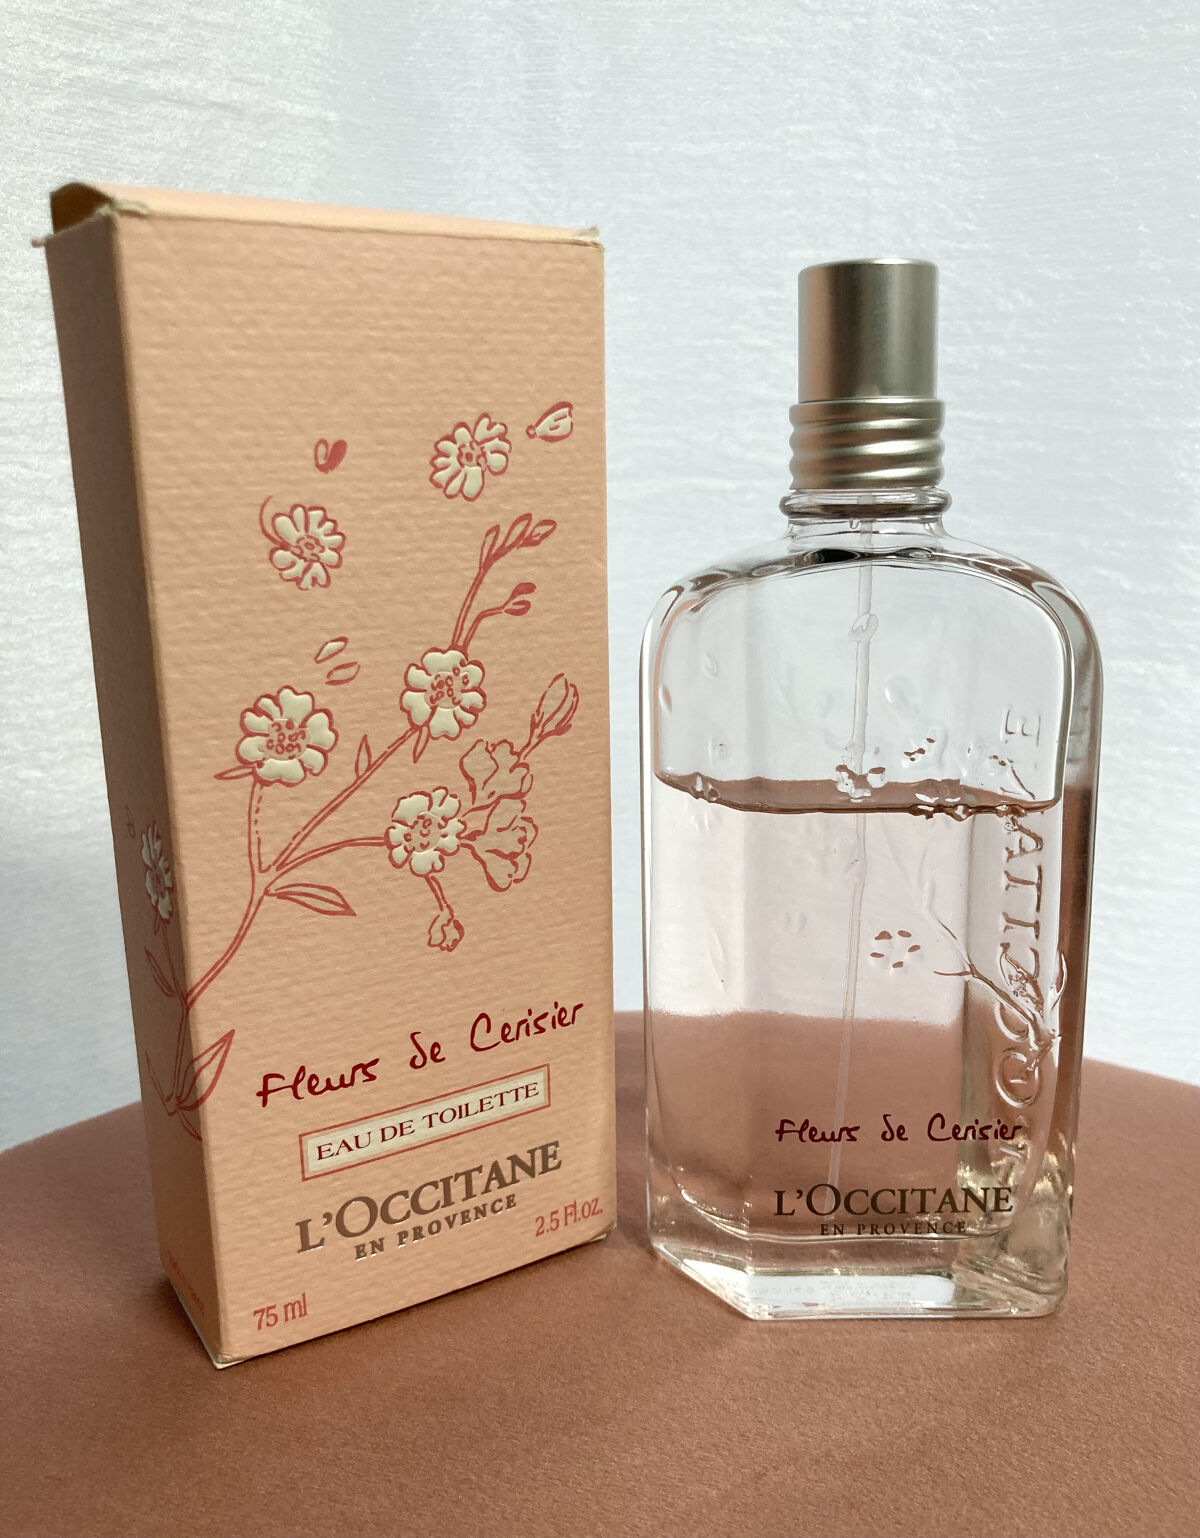 Fleurs de Cerisier
EAU DE TOILETTE
L'OCCITANE
EN PROVENCE
75 ml
2.5 Fl.oz.
L'OCCITANE
Fleurs de Cerisier
L'OCCITANE
EN PROVENCE